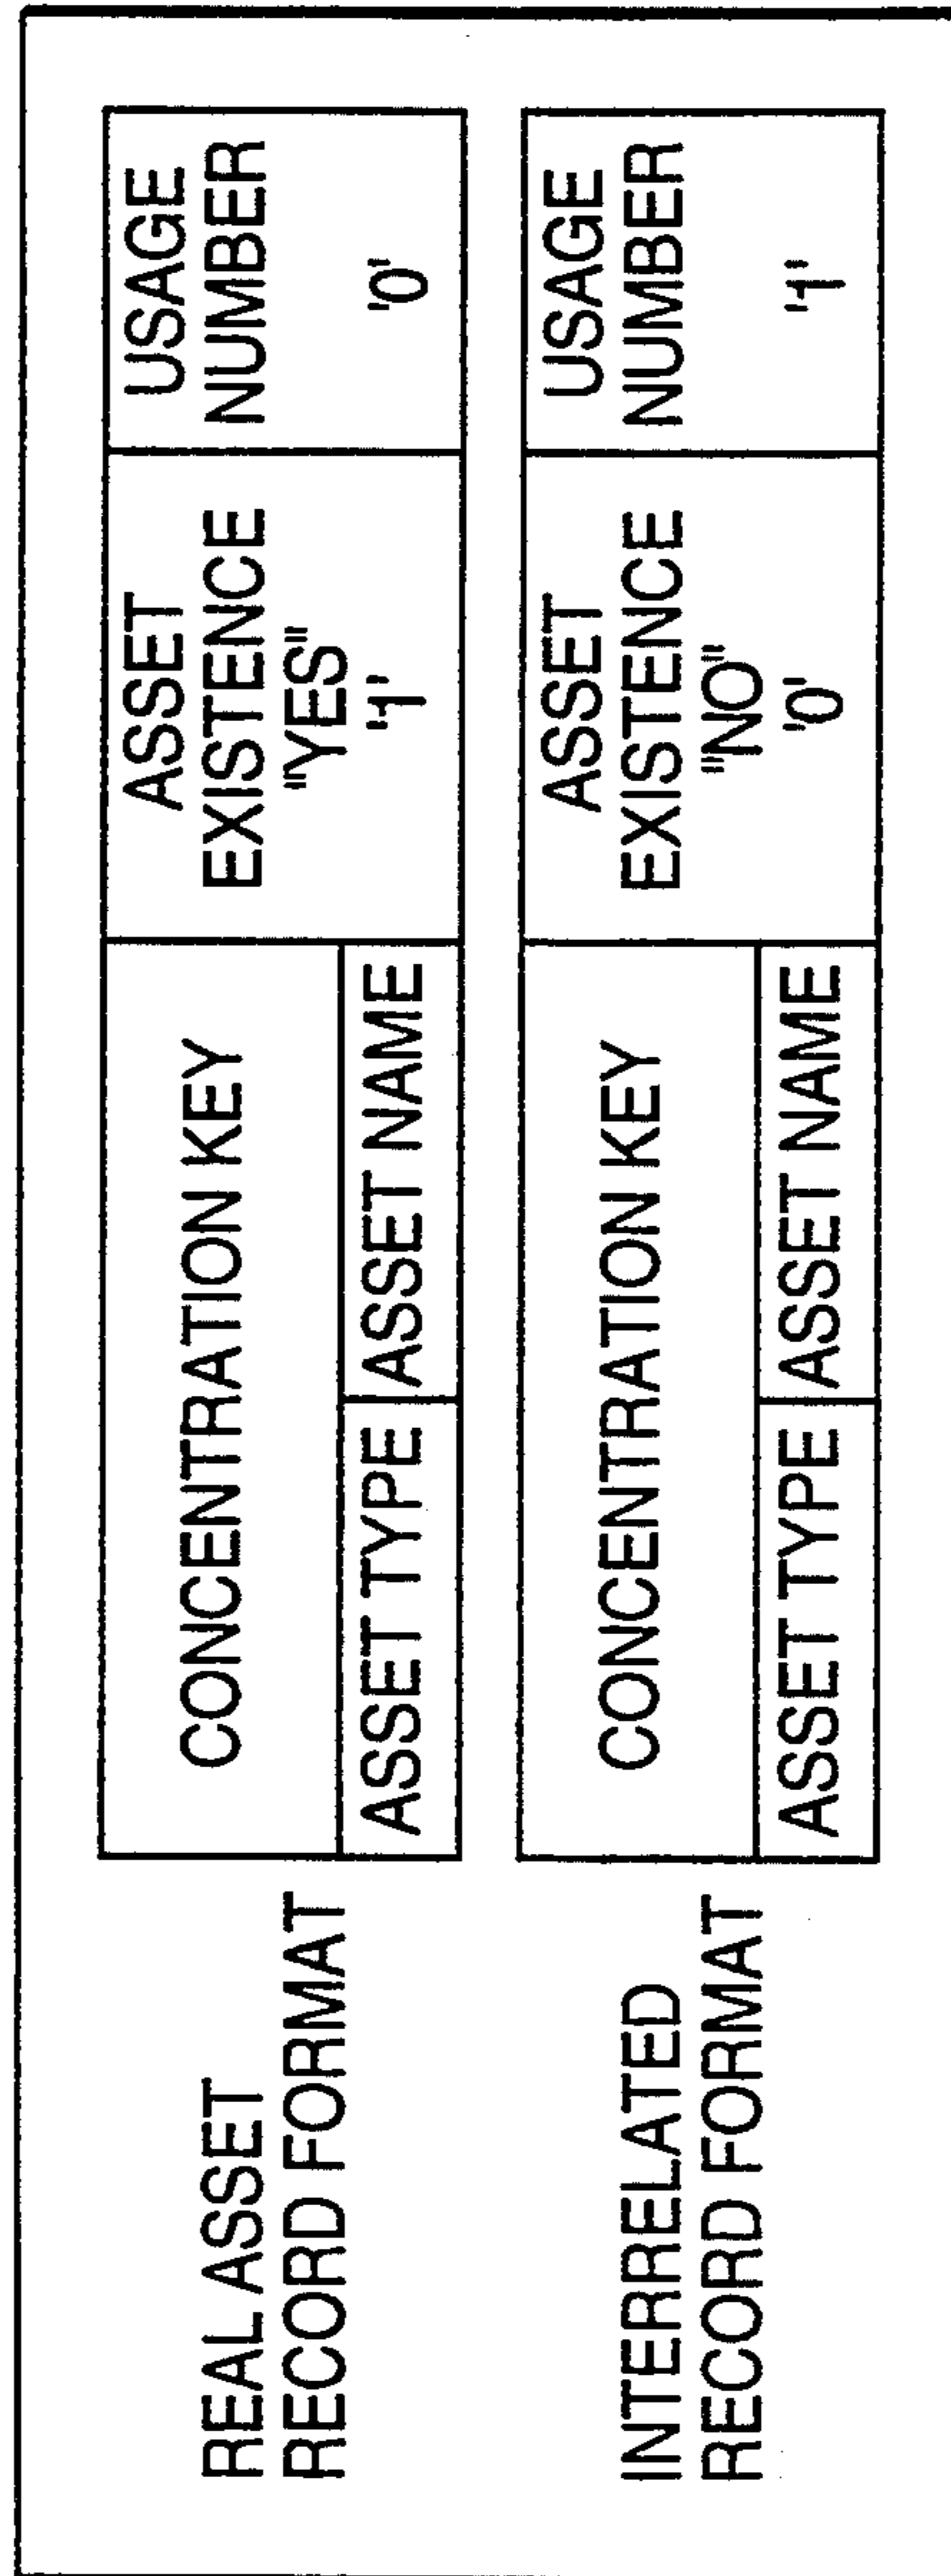 REAL ASSET
RECORD FORMAT
CONCENTRATION KEY
ASSET TYPE
ASSET NAME
ASSET
EXISTENCE
"YES"
'1'
USAGE
NUMBER
'0'
INTERRELATED
RECORD FORMAT
CONCENTRATION KEY
ASSET TYPE
ASSET NAME
ASSET
EXISTENCE
"NO"
'0'
USAGE
NUMBER
'1'